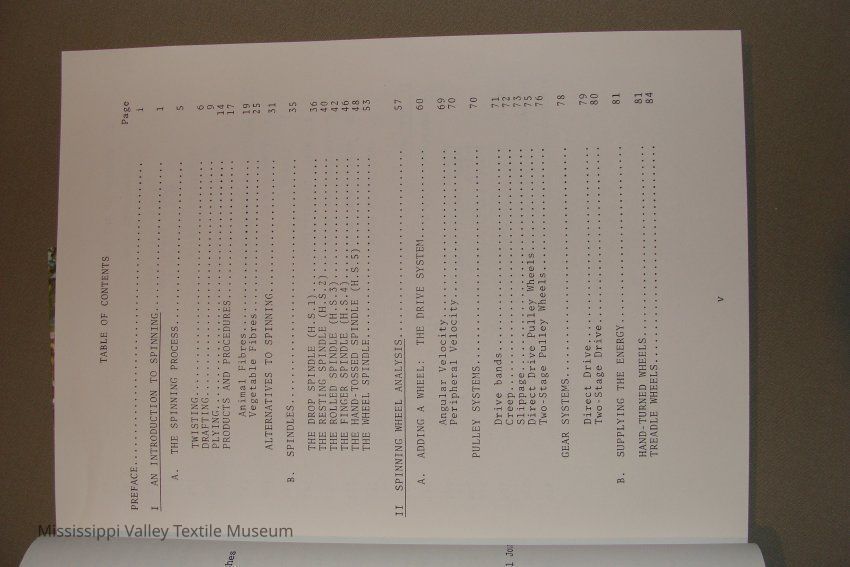 TABLE OF CONTENTS
Page
PREFACE i
I AN INTRODUCTION TO SPINNING 1
A. THE SPINNING PROCESS 5
TWISTING 6
DRAFTING 9
PLYING 14
PRODUCTS AND PROCEDURES 17
Animal Fibres 19
Vegetable Fibres 25
ALTERNATIVES TO SPINNING 31
B. SPINDLES 35
THE DROP SPINDLE (H.S.1) 36
THE RESTING SPINDLE (H.S.2) 40
THE ROLLED SPINDLE (H.S.3) 42
THE FINGER SPINDLE (H.S.4) 46
THE HAND-TOSSED SPINDLE (H.S.5) 48
THE WHEEL SPINDLE 53
II SPINNING WHEEL ANALYSIS 57
A. ADDING A WHEEL: THE DRIVE SYSTEM 60
Angular Velocity 69
Peripheral Velocity 70
PULLEY SYSTEMS 70
Drive bands 71
Creep 72
Slippage 73
Direct Drive Pulley Wheels 75
Two-Stage Pulley Wheels 76
GEAR SYSTEMS 78
Direct Drive 79
Two-Stage Drive 80
B. SUPPLYING THE ENERGY 81
HAND-TURNED WHEELS 81
TREADLE WHEELS 84
v
Mississippi Valley Textile Museum